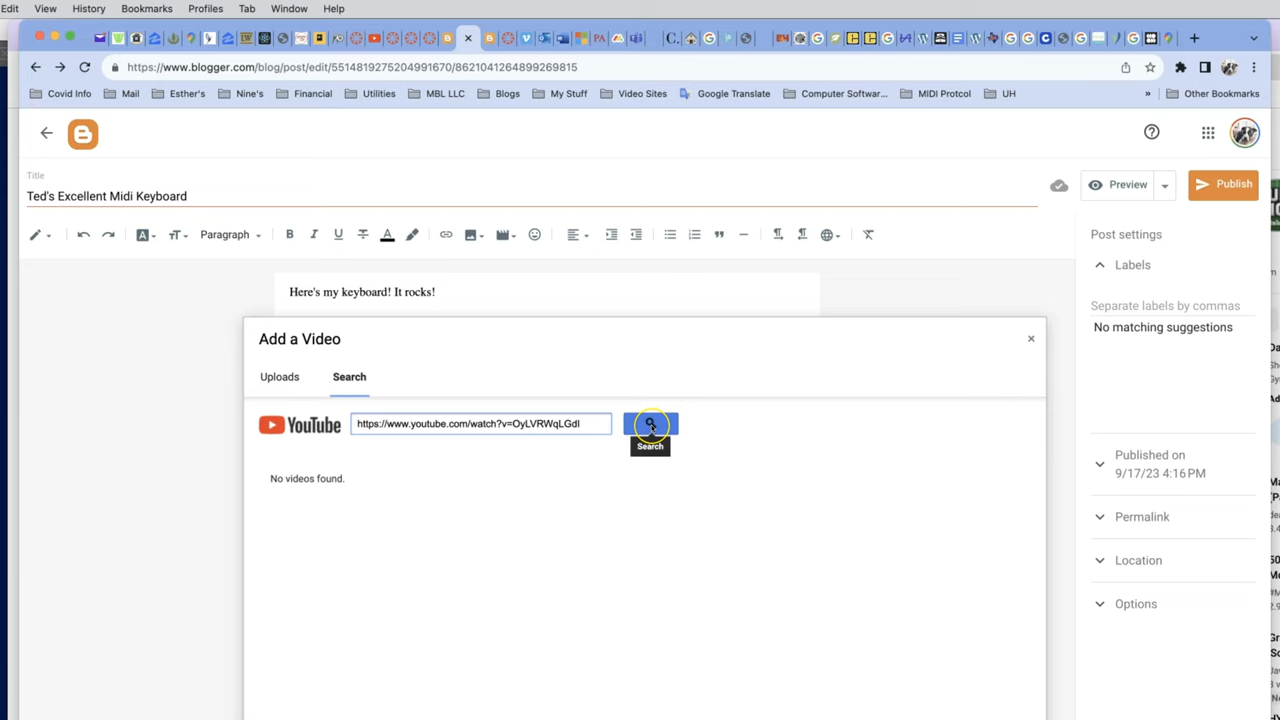 Edit View History Bookmarks Profiles Tab Window Help
https://www.blogger.com/blog/post/edit/5514819275204991670/8621041264899269815
Covid Info Mail Esther's Nine's Financial Utilities MBL LLC Blogs My Stuff Video Sites Google Translate Computer Softwar... MIDI Protcol UH » Other Bookmarks
Title
Ted's Excellent Midi Keyboard
Preview Publish
Paragraph
Post settings
Labels
Here's my keyboard! It rocks!
Separate labels by commas
No matching suggestions
Add a Video
×
Uploads Search
YouTube https://www.youtube.com/watch?v=OyLVRWqLGdI
Search
No videos found.
Published on
9/17/23 4:16 PM
Permalink
Location
Options